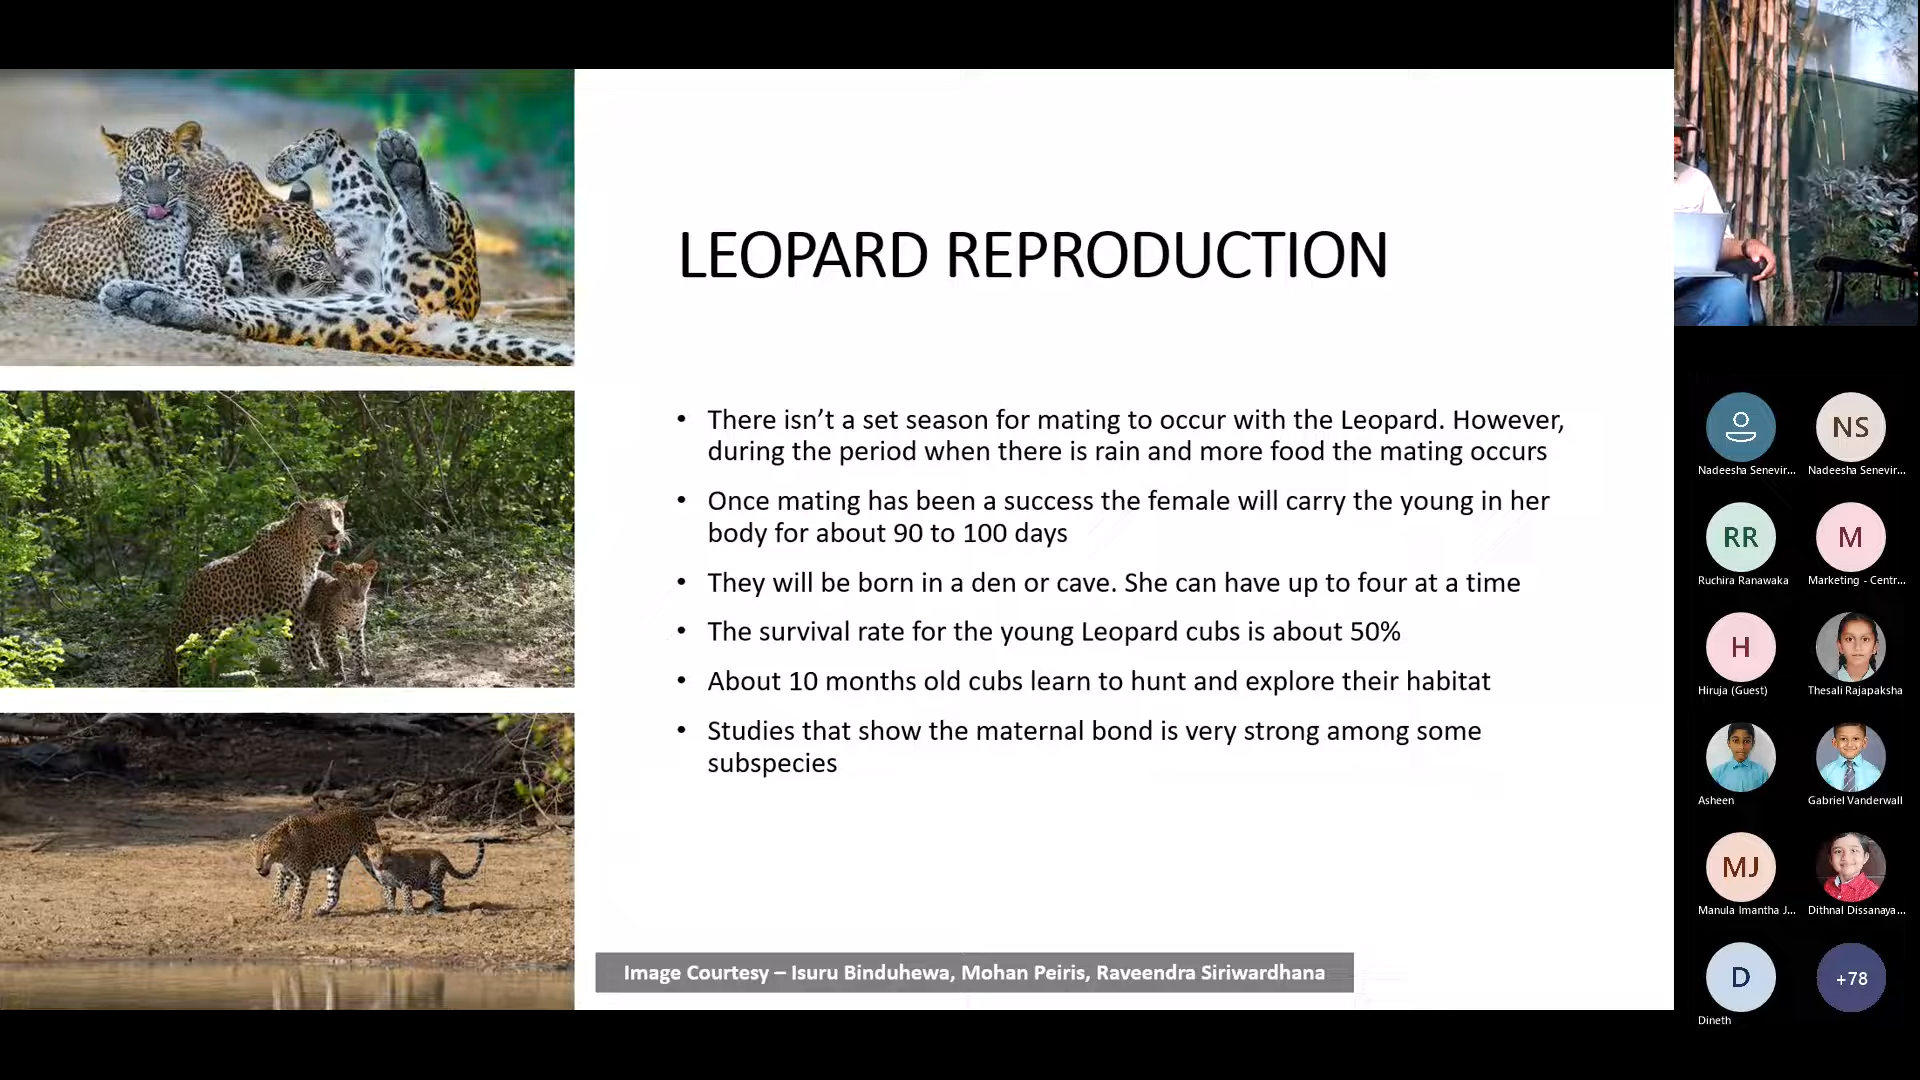 LEOPARD REPRODUCTION
• There isn’t a set season for mating to occur with the Leopard. However,
during the period when there is rain and more food the mating occurs
• Once mating has been a success the female will carry the young in her
body for about 90 to 100 days
• They will be born in a den or cave. She can have up to four at a time
• The survival rate for the young Leopard cubs is about 50%
• About 10 months old cubs learn to hunt and explore their habitat
• Studies that show the maternal bond is very strong among some
subspecies
Image Courtesy – Isuru Binduhewa, Mohan Peiris, Raveendra Siriwardhana
NS
Nadeesha Senevir...
Nadeesha Senevir...
RR
M
Ruchira Ranawaka
Marketing - Centr...
H
Hiruja (Guest)
Thesali Rajapaksha
Asheen
Gabriel Vanderwall
MJ
Manula Imantha J...
Dithnal Dissanaya...
D
+78
Dineth